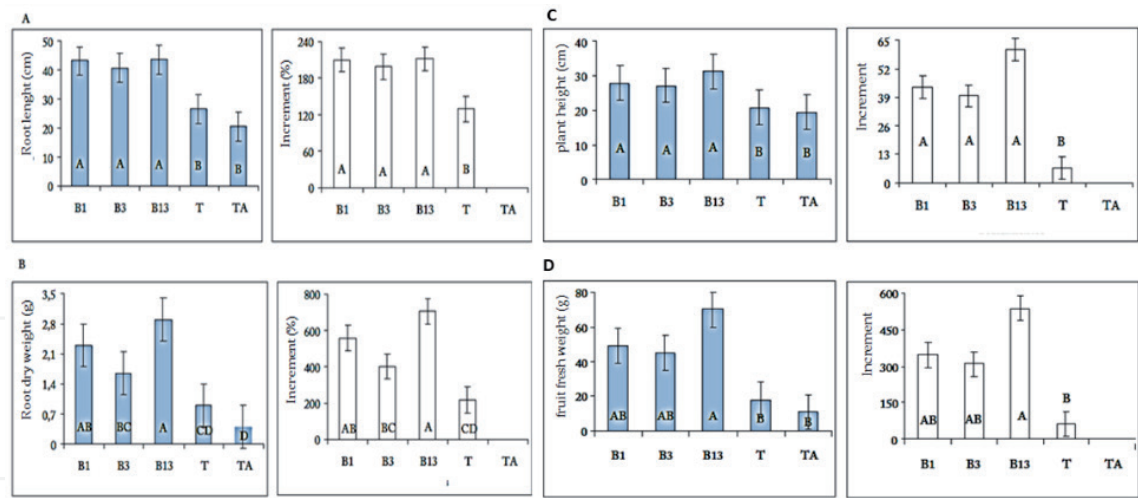 A
Root lenght (cm)
50
40
30
20
10
0
A
A
A
B
B
B1
B3
B13
T
TA
Increment (%)
240
180
120
60
0
A
A
A
B
B1
B3
B13
T
TA
C
plant height (cm)
40
30
20
10
0
A
A
A
B
B
B1
B3
B13
T
TA
Increment
65
52
39
26
13
0
A
A
A
B
B1
B3
B13
T
TA
B
Root dry weight (g)
3,5
2,8
2,1
1,4
0,7
0
AB
BC
A
CD
D
B1
B3
B13
T
TA
Increment (%)
800
600
400
200
0
AB
BC
A
CD
B1
B3
B13
T
TA
D
fruit fresh weight (g)
80
60
40
20
0
AB
AB
A
B
B
B1
B3
B13
T
TA
Increment
600
450
300
150
0
AB
AB
A
B
B1
B3
B13
T
TA